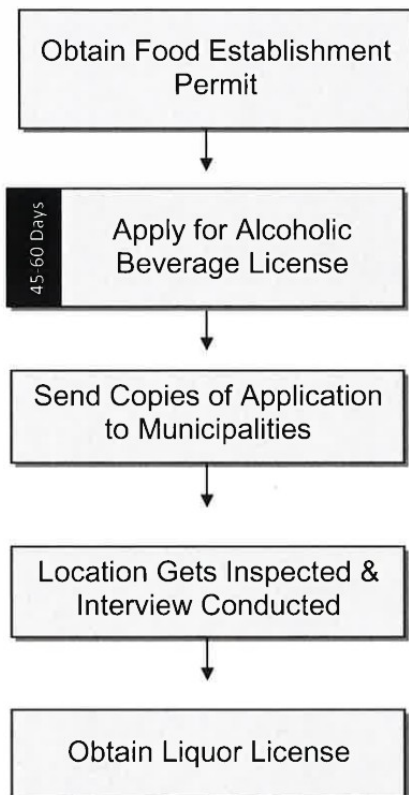 Obtain Food Establishment
Permit
45-60 Days
Apply for Alcoholic
Beverage License
Send Copies of Application
to Municipalities
Location Gets Inspected &
Interview Conducted
Obtain Liquor License